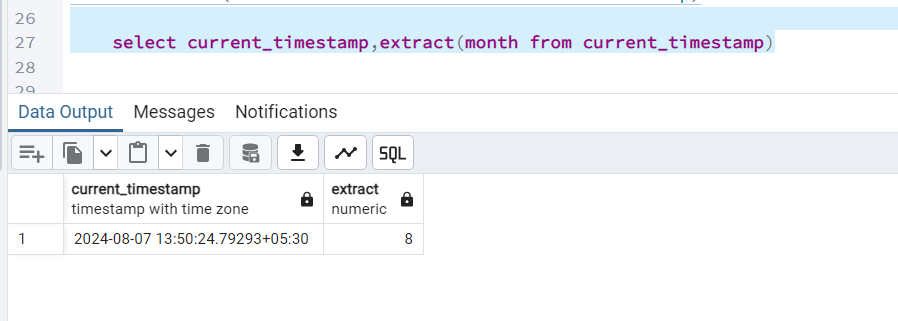 26
27 select current_timestamp,extract(month from current_timestamp)
28
29
Data Output Messages Notifications
SQL
current_timestamp extract
timestamp with time zone numeric
1 2024-08-07 13:50:24.79293+05:30 8